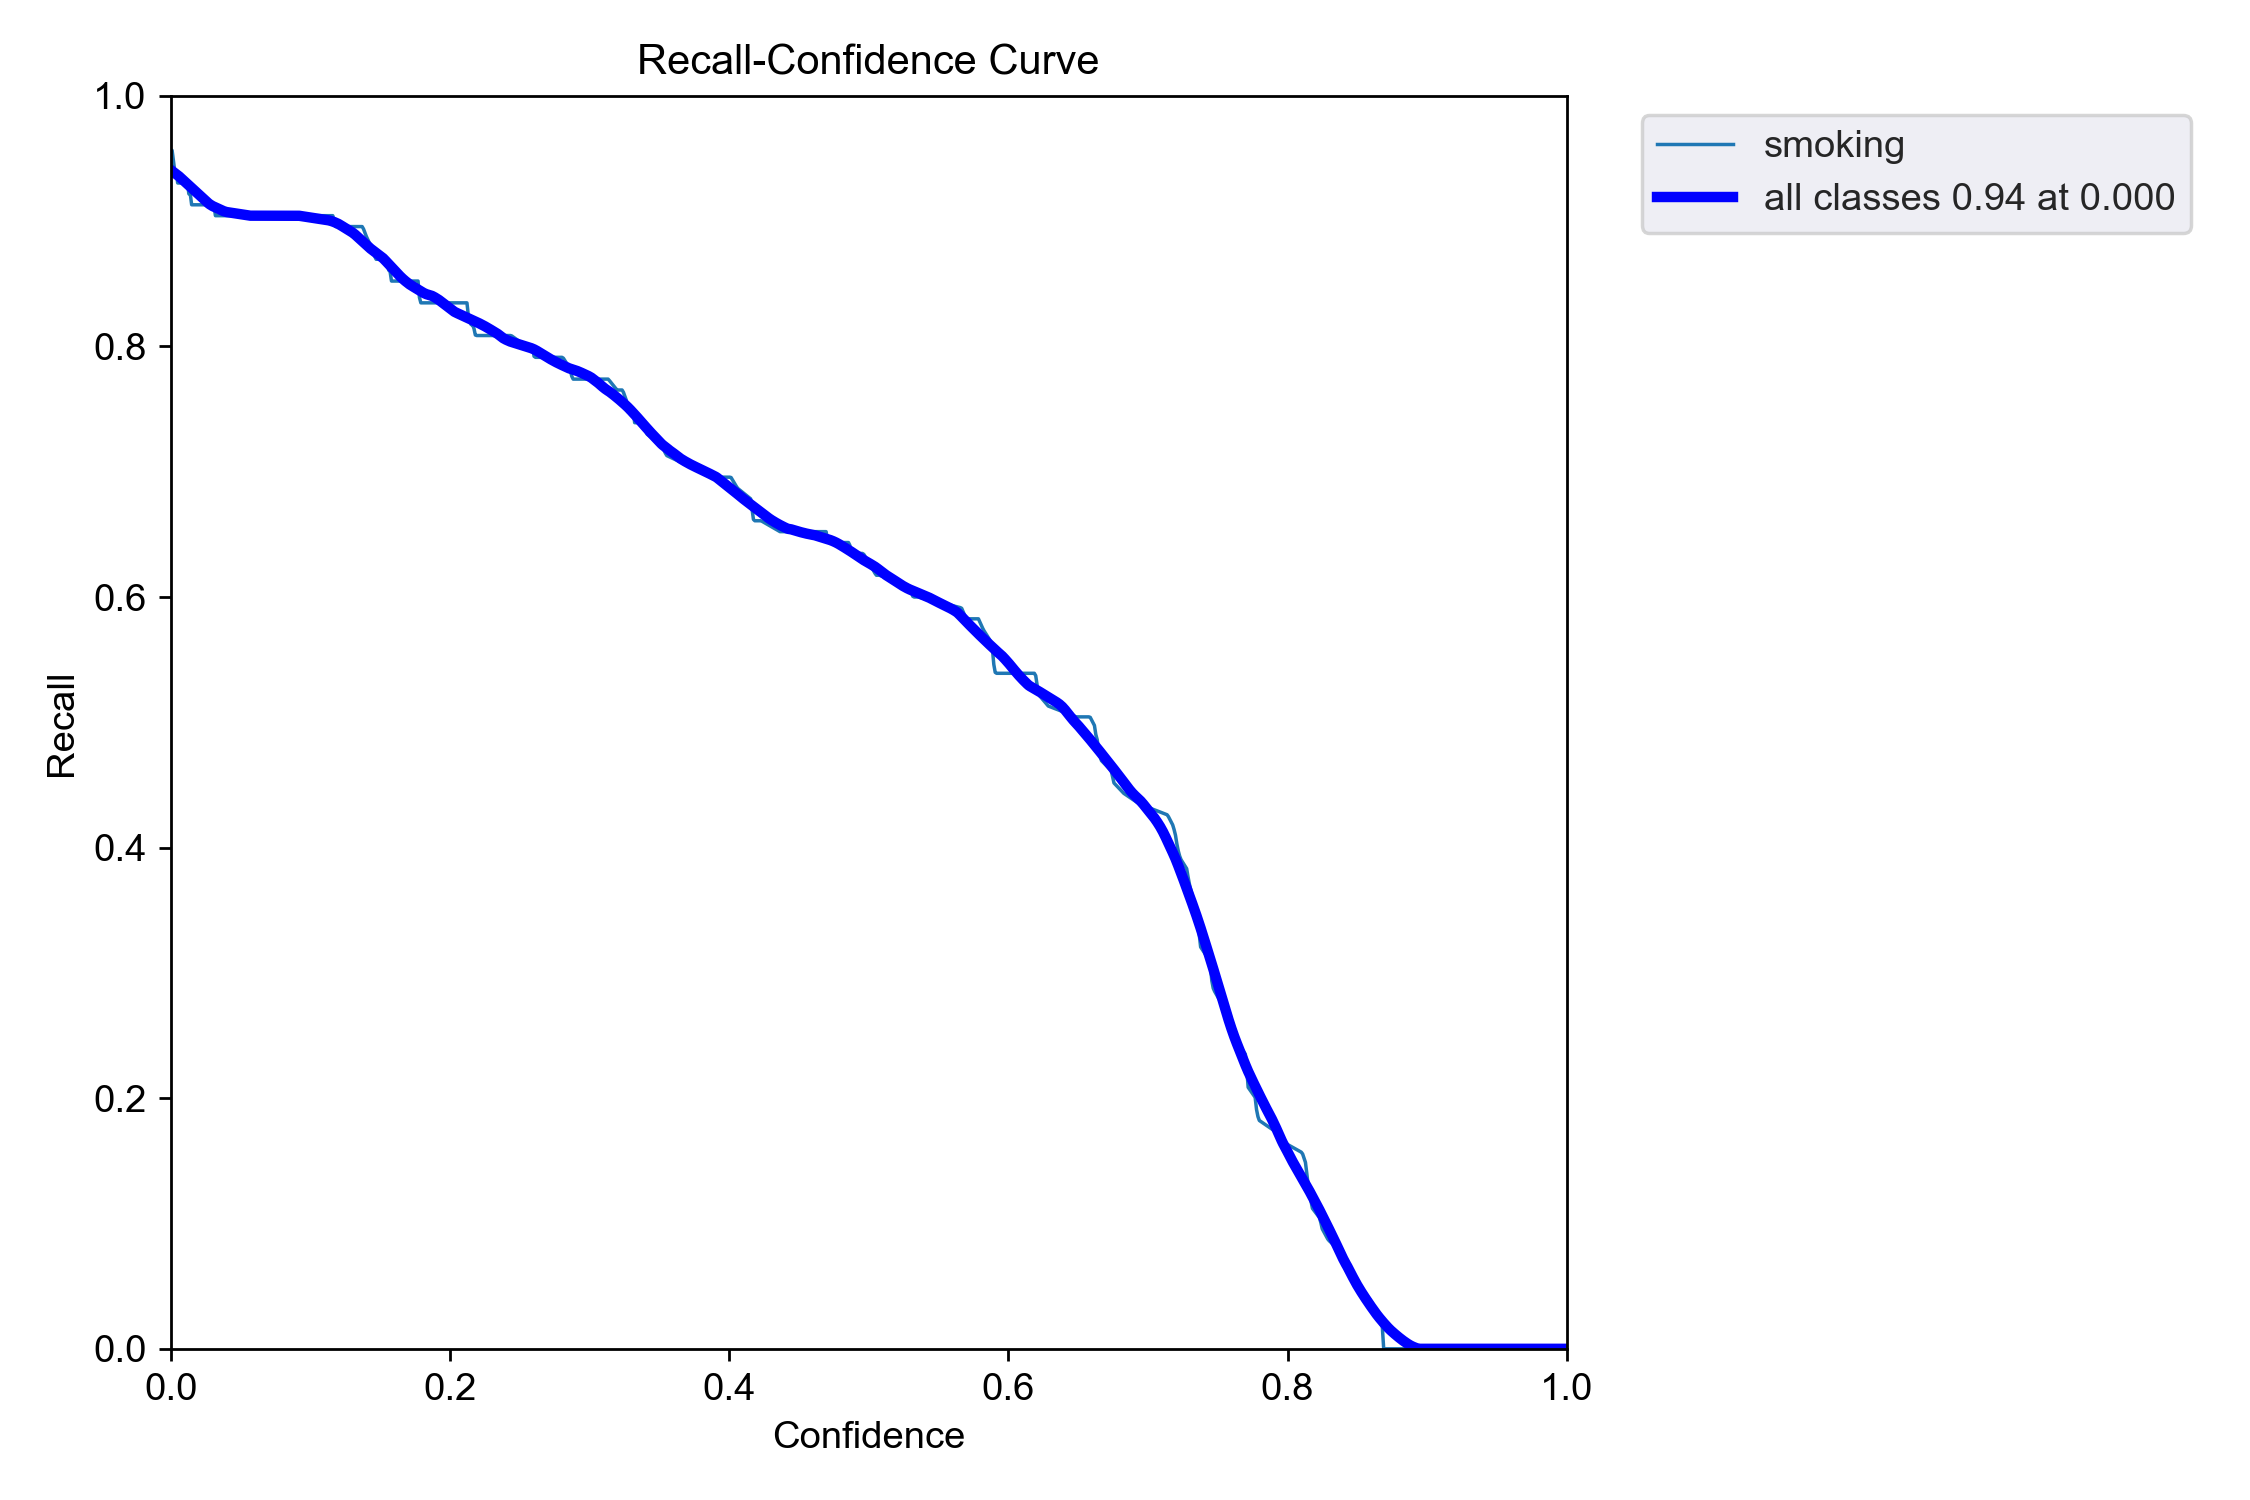 Recall-Confidence Curve
smoking
all classes 0.94 at 0.000
1.0
0.8
0.6
0.4
0.2
0.0
Recall
0.0 0.2 0.4 0.6 0.8 1.0
Confidence